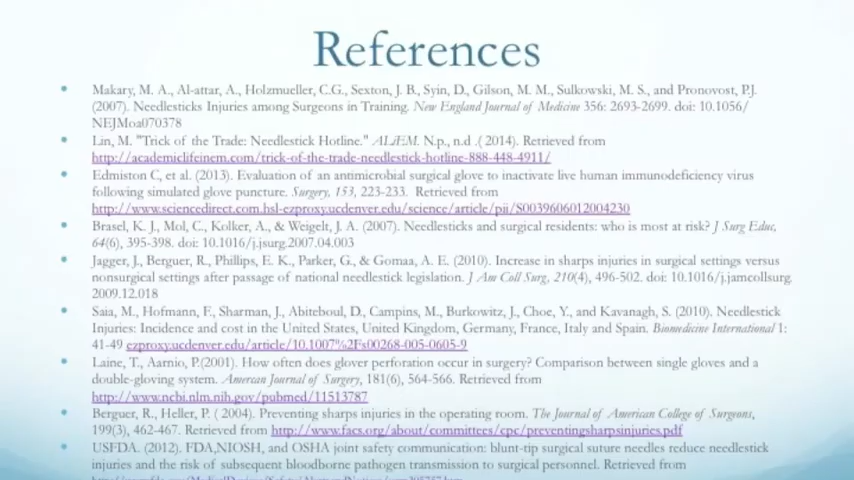 References
Makary, M. A., Al-attar, A., Holzmueller, C.G., Sexton, J. B., Syin, D., Gilson, M. M., Sulkowski, M. S., and Pronovost, P.J.
(2007). Needlesticks Injuries among Surgeons in Training. New England Journal of Medicine 356: 2693-2699. doi: 10.1056/
NEJMoa070378
Lin, M. "Trick of the Trade: Needlestick Hotline." ALiEM. N.p., n.d .( 2014). Retrieved from
http://academiclifeinem.com/trick-of-the-trade-needlestick-hotline-888-448-4911/
Edmiston C, et al. (2013). Evaluation of an antimicrobial surgical glove to inactivate live human immunodeficiency virus
following simulated glove puncture. Surgery, 153, 223-233. Retrieved from
http://www.sciencedirect.com.hsl-ezproxy.ucdenver.edu/science/article/pii/S0039606012004230
Brasel, K. J., Mol, C., Kolker, A., & Weigelt, J. A. (2007). Needlesticks and surgical residents: who is most at risk? J Surg Educ,
64(6), 395-398. doi: 10.1016/j.jsurg.2007.04.003
Jagger, J., Berguer, R., Phillips, E. K., Parker, G., & Gomaa, A. E. (2010). Increase in sharps injuries in surgical settings versus
nonsurgical settings after passage of national needlestick legislation. J Am Coll Surg, 210(4), 496-502. doi: 10.1016/j.jamcollsurg.
2009.12.018
Saia, M., Hofmann, F., Sharman, J., Abiteboul, D., Campins, M., Burkowitz, J., Choe, Y., and Kavanagh, S. (2010). Needlestick
Injuries: Incidence and cost in the United States, United Kingdom, Germany, France, Italy and Spain. Biomedicine International 1:
41-49 ezproxy.ucdenver.edu/article/10.1007%2Fs00268-005-0605-9
Laine, T., Aarnio, P.(2001). How often does glover perforation occur in surgery? Comparison between single gloves and a
double-gloving system. American Journal of Surgery, 181(6), 564-566. Retrieved from
http://www.ncbi.nlm.nih.gov/pubmed/11513787
Berguer, R., Heller, P. ( 2004). Preventing sharps injuries in the operating room. The Journal of American College of Surgeons,
199(3), 462-467. Retrieved from http://www.facs.org/about/committees/cpc/preventingsharpsinjuries.pdf
USFDA. (2012). FDA,NIOSH, and OSHA joint safety communication: blunt-tip surgical suture needles reduce needlestick
injuries and the risk of subsequent bloodborne pathogen transmission to surgical personnel. Retrieved from